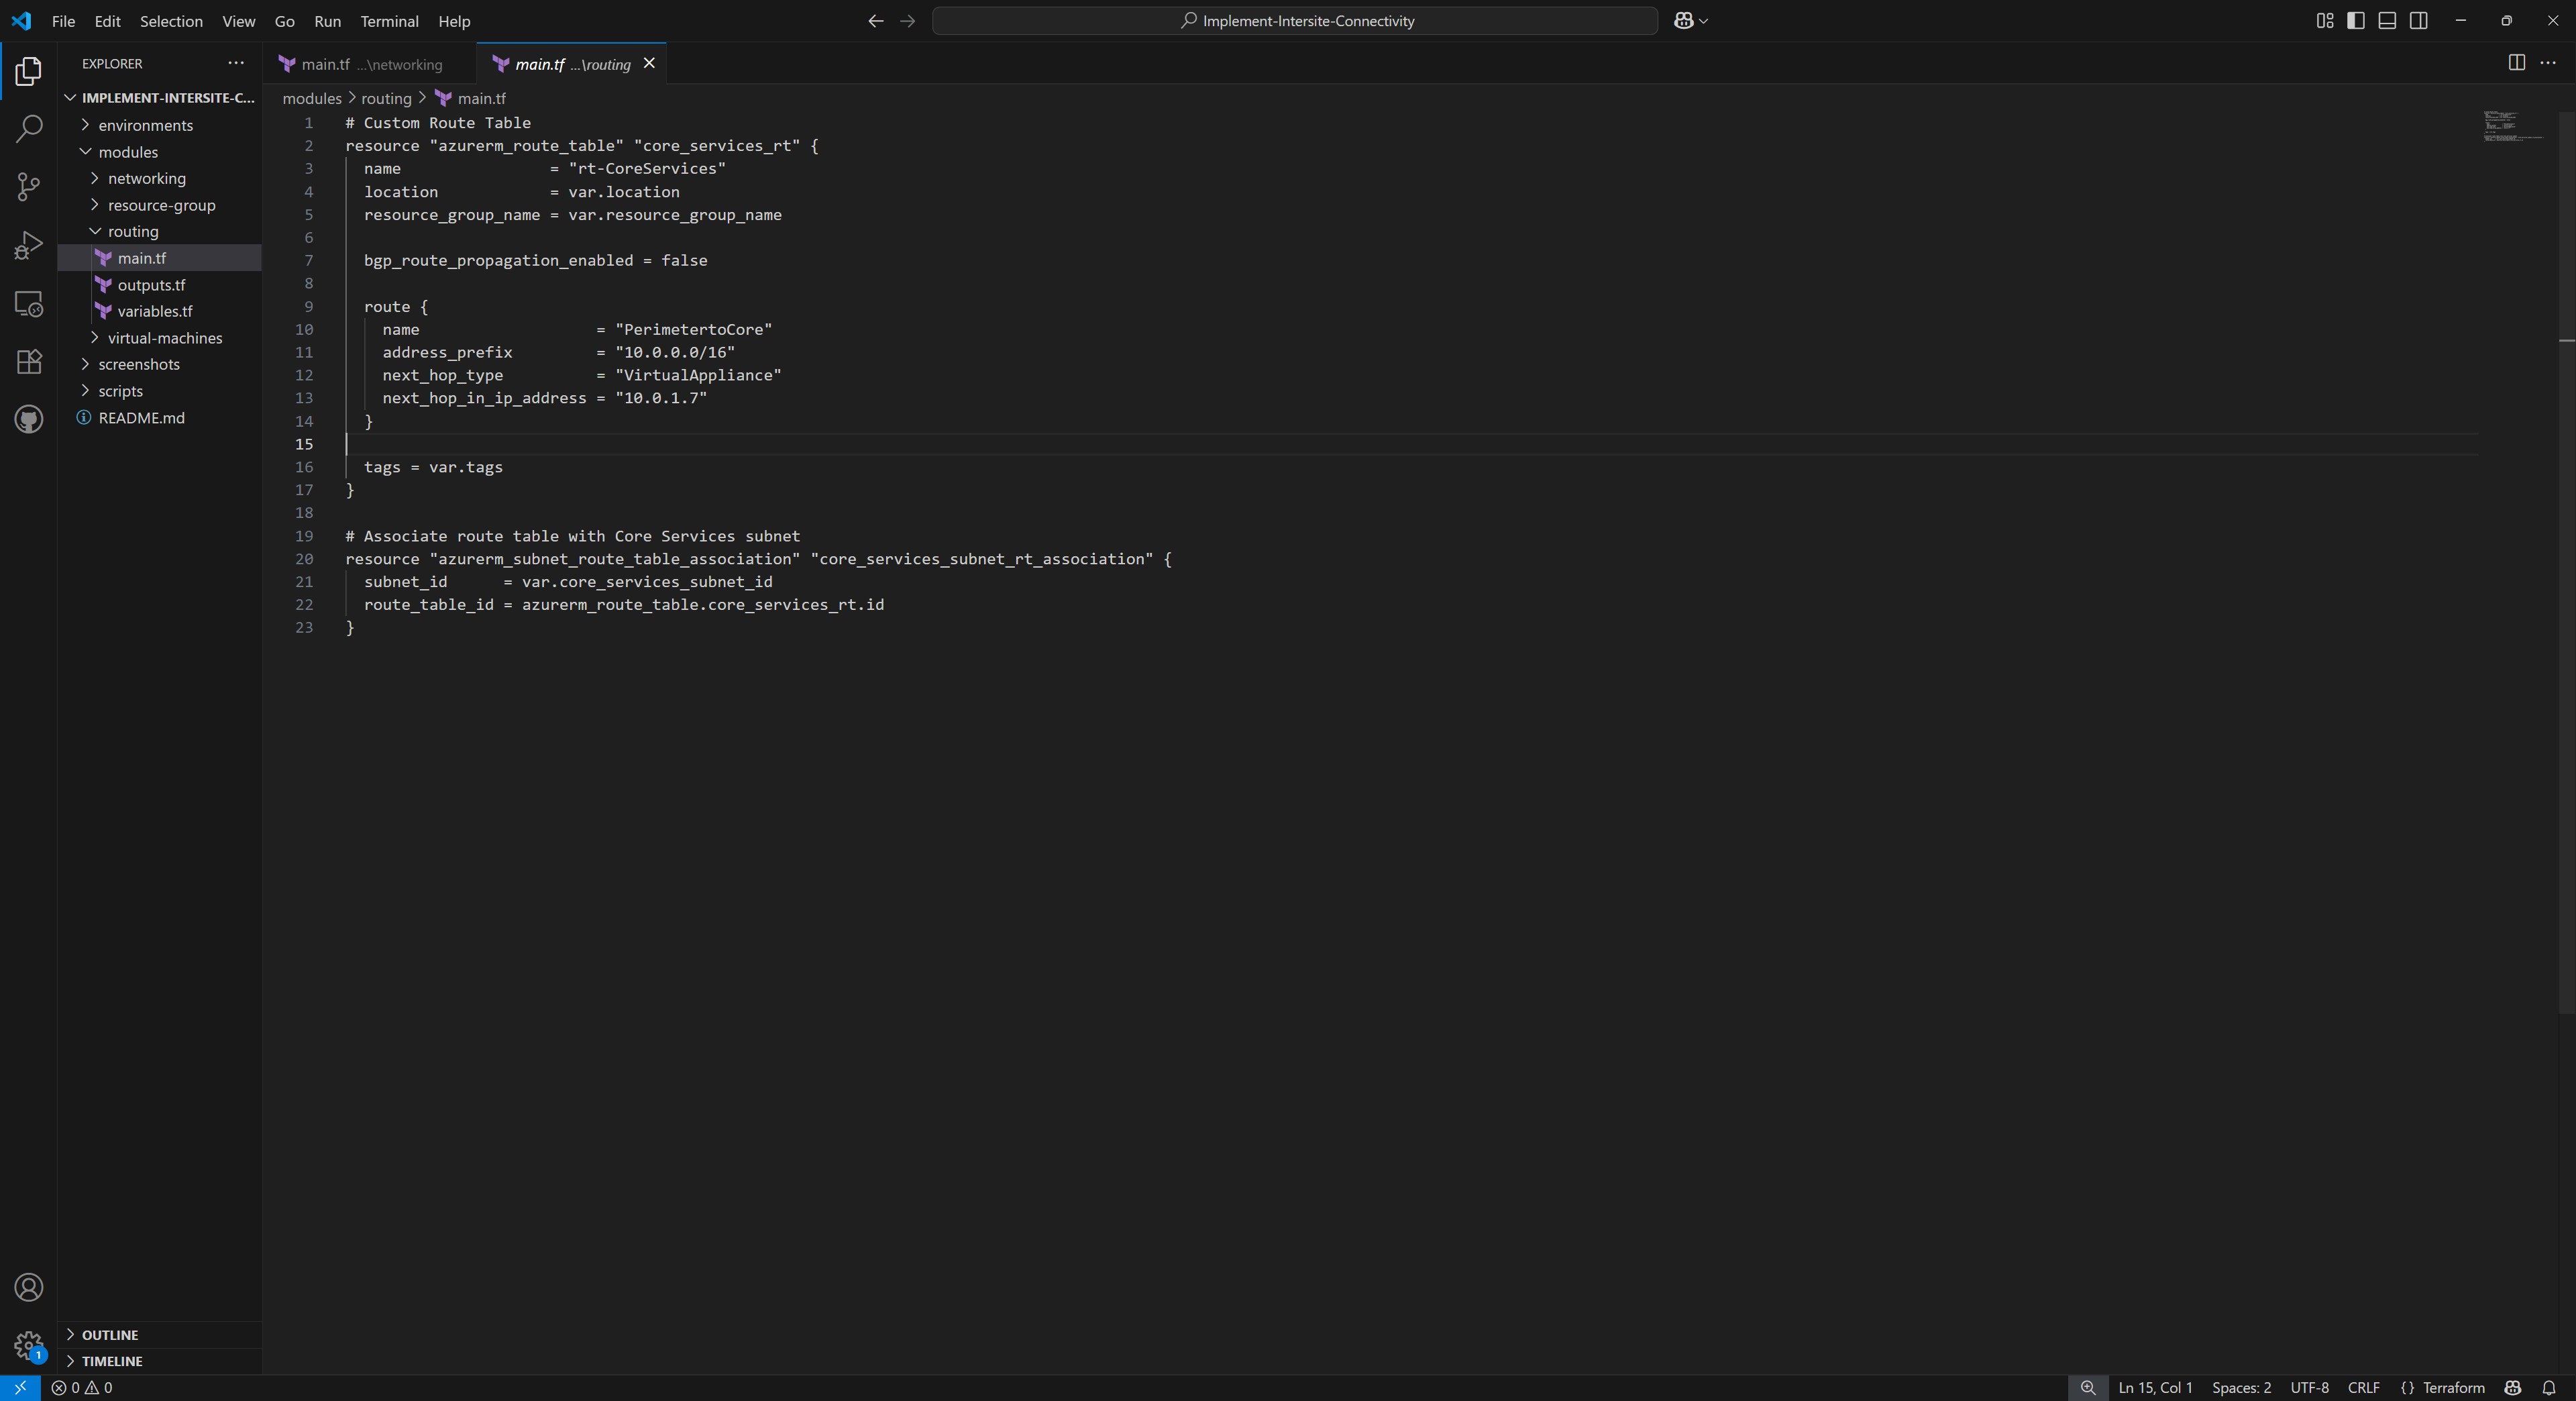 File Edit Selection View Go Run Terminal Help
Implement-Intersite-Connectivity
EXPLORER
IMPLEMENT-INTERSITE-C...
environments
modules
networking
resource-group
routing
main.tf
outputs.tf
variables.tf
virtual-machines
screenshots
scripts
README.md
OUTLINE
TIMELINE
1
main.tf ...\networking
main.tf ...\routing
modules > routing > main.tf
1 # Custom Route Table
2 resource "azurerm_route_table" "core_services_rt" {
3   name                = "rt-CoreServices"
4   location            = var.location
5   resource_group_name = var.resource_group_name
6
7   bgp_route_propagation_enabled = false
8
9   route {
10     name                   = "PerimetertoCore"
11     address_prefix         = "10.0.0.0/16"
12     next_hop_type          = "VirtualAppliance"
13     next_hop_in_ip_address = "10.0.1.7"
14   }
15
16   tags = var.tags
17 }
18
19 # Associate route table with Core Services subnet
20 resource "azurerm_subnet_route_table_association" "core_services_subnet_rt_association" {
21   subnet_id      = var.core_services_subnet_id
22   route_table_id = azurerm_route_table.core_services_rt.id
23 }
0 0
Ln 15, Col 1 Spaces: 2 UTF-8 CRLF {} Terraform